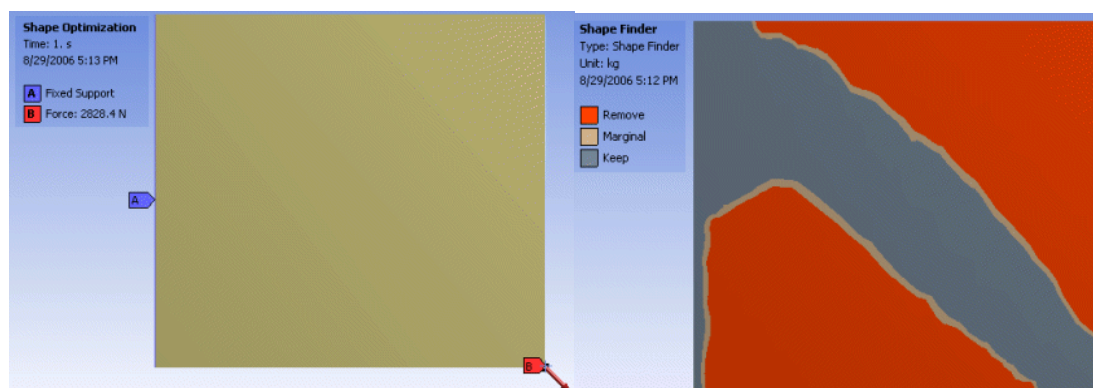 Shape Optimization
Time: 1. s
8/29/2006 5:13 PM
A Fixed Support
B Force: 2828.4 N
A
B
Shape Finder
Type: Shape Finder
Unit: kg
8/29/2006 5:12 PM
Remove
Marginal
Keep